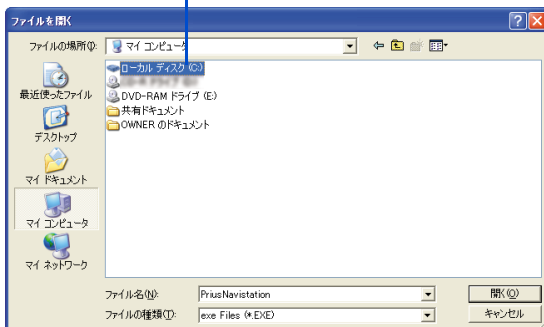 ファイルを開く
ファイルの場所(I):
マイ コンピュータ
最近使ったファイル
デスクトップ
マイ ドキュメント
マイ コンピュータ
マイ ネットワーク
ローカル ディスク (C:)
DVD-RAM ドライブ (E:)
共有ドキュメント
OWNER のドキュメント
ファイル名(N):
PriusNavistation
開く(O)
ファイルの種類(T):
exe Files (*.EXE)
キャンセル